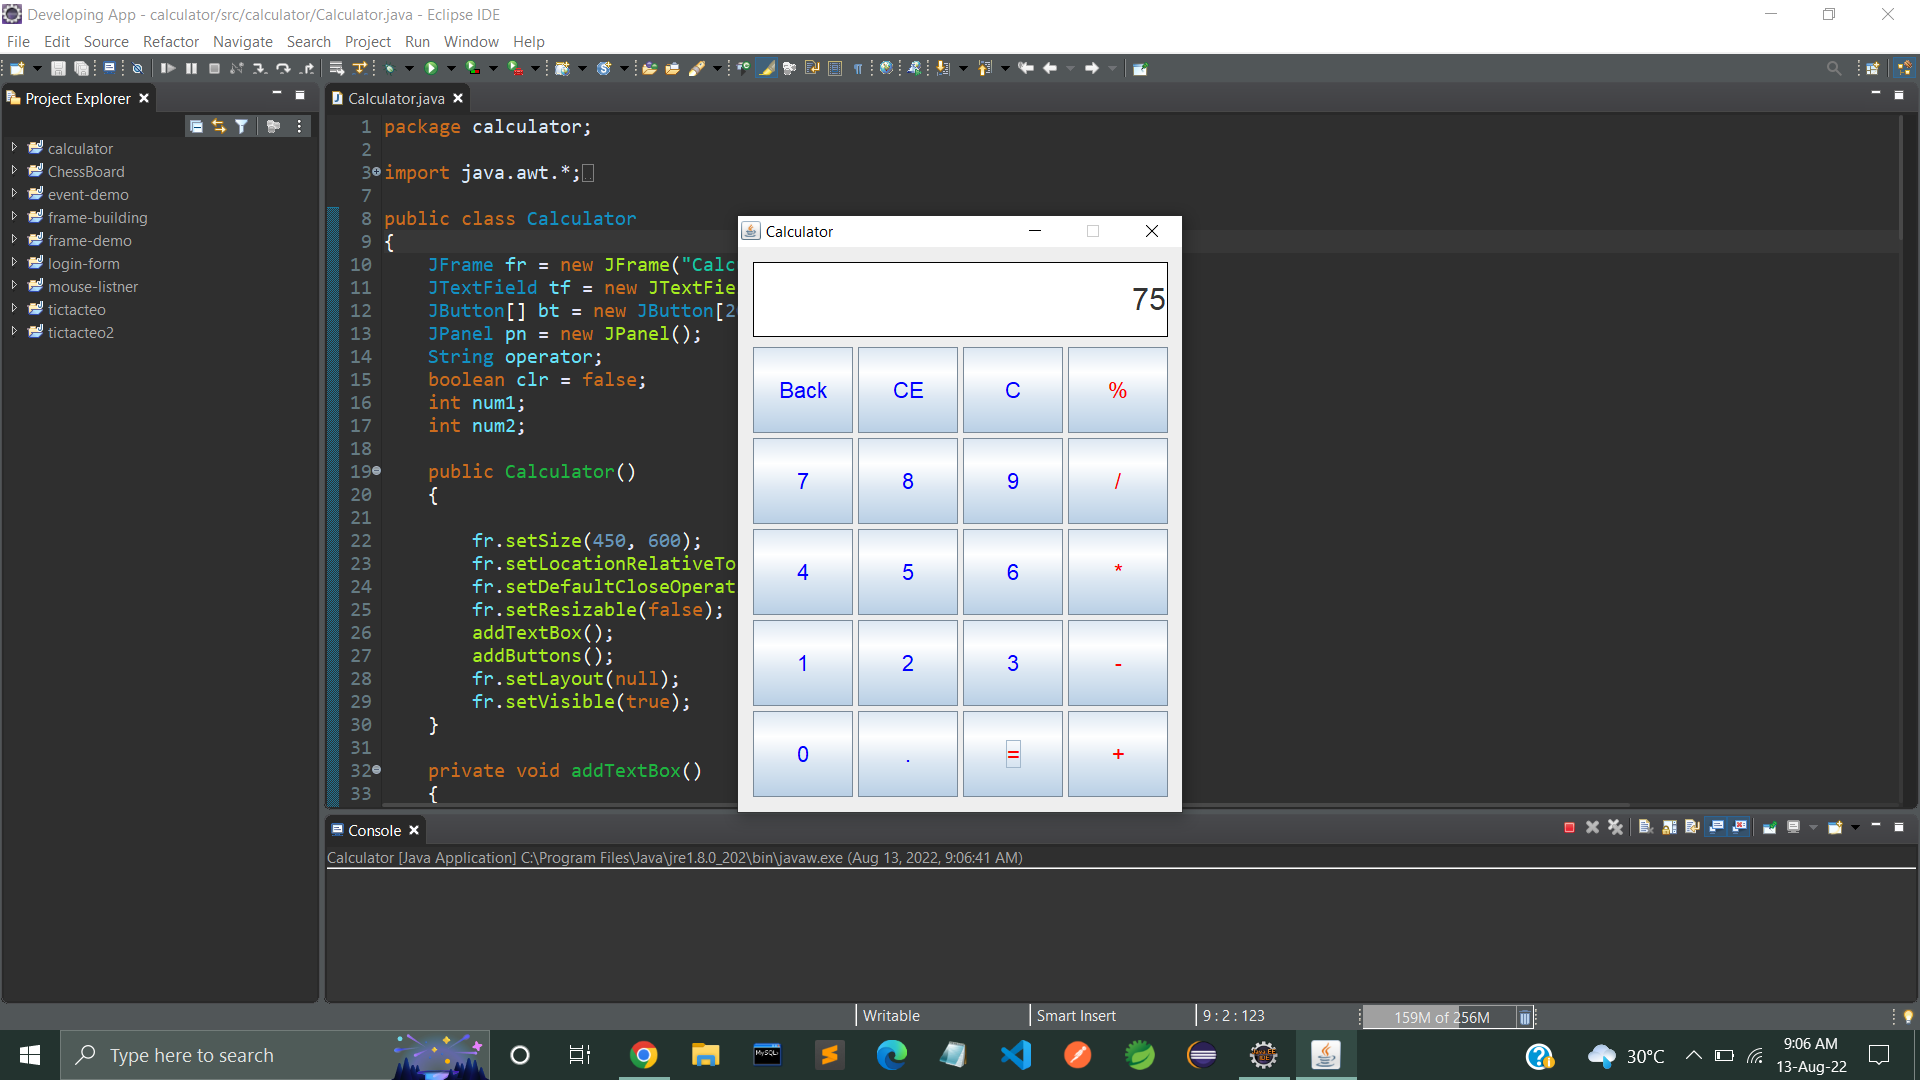 Developing App - calculator/src/calculator/Calculator.java - Eclipse IDE
File Edit Source Refactor Navigate Search Project Run Window Help
Project Explorer
calculator
ChessBoard
event-demo
frame-building
frame-demo
login-form
mouse-listner
tictacteo
tictacteo2
Calculator.java
1 package calculator;
2
3 import java.awt.*;
7
8 public class Calculator
9 {
10 JFrame fr = new JFrame("Calc
11 JTextField tf = new JTextFie
12 JButton[] bt = new JButton[2
13 JPanel pn = new JPanel();
14 String operator;
15 boolean clr = false;
16 int num1;
17 int num2;
18
19 public Calculator()
20 {
21
22 fr.setSize(450, 600);
23 fr.setLocationRelativeTo
24 fr.setDefaultCloseOperat
25 fr.setResizable(false);
26 addTextBox();
27 addButtons();
28 fr.setLayout(null);
29 fr.setVisible(true);
30 }
31
32 private void addTextBox()
33 {
Calculator
75
Back CE C %
7 8 9 /
4 5 6 *
1 2 3 -
0 . = +
Console
Calculator [Java Application] C:\Program Files\Java\jre1.8.0_202\bin\javaw.exe (Aug 13, 2022, 9:06:41 AM)
Writable Smart Insert 9 : 2 : 123 159M of 256M
Type here to search
MySQL
30°C
9:06 AM
13-Aug-22